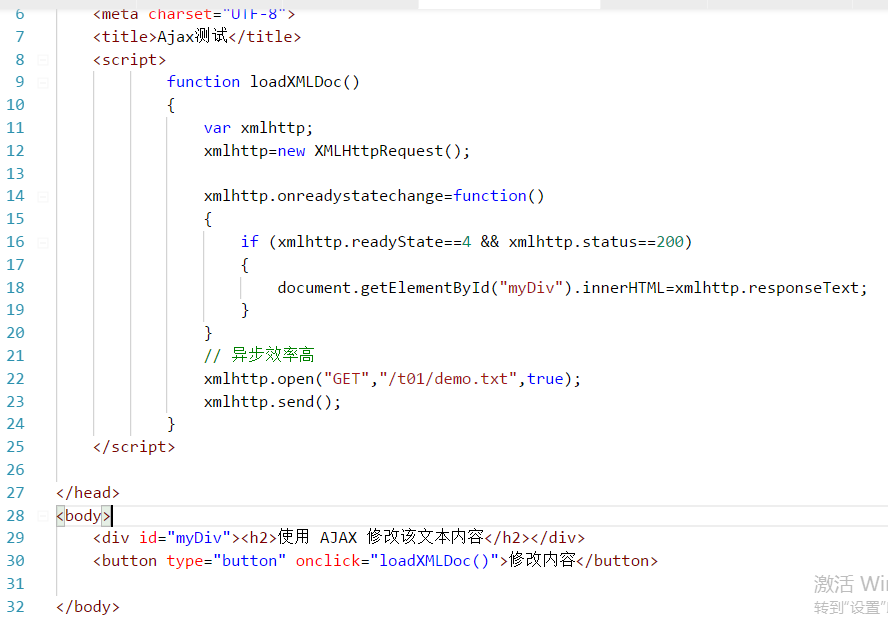 6 <meta charset="UTF-8">
7 <title>Ajax测试</title>
8 <script>
9 function loadXMLDoc()
10 {
11 var xmlhttp;
12 xmlhttp=new XMLHttpRequest();
13
14 xmlhttp.onreadystatechange=function()
15 {
16 if (xmlhttp.readyState==4 && xmlhttp.status==200)
17 {
18 document.getElementById("myDiv").innerHTML=xmlhttp.responseText;
19 }
20 }
21 // 异步效率高
22 xmlhttp.open("GET","/t01/demo.txt",true);
23 xmlhttp.send();
24 }
25 </script>
26
27 </head>
28 <body>
29 <div id="myDiv"><h2>使用 AJAX 修改该文本内容</h2></div>
30 <button type="button" onclick="loadXMLDoc()">修改内容</button>
31
32 </body>
激活 Win
转到"设置"